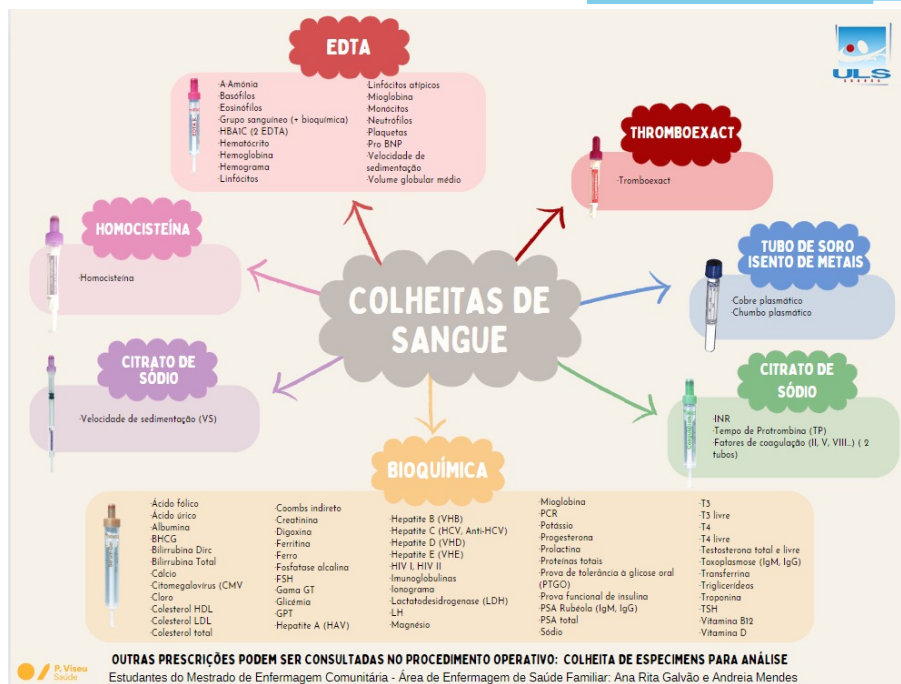 EDTA
·A·Amónia
·Basófilos
·Eosinófilos
·Grupo sanguíneo (+ bioquímica)
·HBA1C (2 EDTA)
·Hematócrito
·Hemoglobina
·Hemograma
·Linfócitos
·Linfócitos atípicos
·Mioglobina
·Monócitos
·Neutrófilos
·Plaquetas
·Pro BNP
·Velocidade de
sedimentação
·Volume globular médio
ULS
THROMBOEXACT
·Tromboexact
HOMOCISTEÍNA
·Homocisteína
TUBO DE SORO
ISENTO DE METAIS
·Cobre plasmático
·Chumbo plasmático
COLHEITAS DE
SANGUE
CITRATO DE
SÓDIO
·Velocidade de sedimentação (VS)
CITRATO DE
SÓDIO
·INR
·Tempo de Protrombina (TP)
·Fatores de coagulação (II, V, VIII...) ( 2
tubos)
BIOQUÍMICA
·Ácido fólico
·Ácido úrico
·Albumina
·BHCG
·Bilirrubina Dirc
·Bilirrubina Total
·Calcio
·Citomegalovírus (CMV
·Cloro
·Colesterol HDL
·Colesterol LDL
·Colesterol total
·Coombs indireto
·Creatinina
·Digoxina
·Ferritina
·Ferro
·Fosfatase alcalina
·FSH
·Gama GT
·Glicémia
·GPT
·Hepatite A (HAV)
·Hepatite B (VHB)
·Hepatite C (HCV, Anti-HCV)
·Hepatite D (VHD)
·Hepatite E (VHE)
·HIV I, HIV II
·Imunoglobulinas
·Ionograma
·Lactatodesidrogenase (LDH)
·LH
·Magnésio
·Mioglobina
·PCR
·Potássio
·Progesterona
·Prolactina
·Proteínas totais
·Prova de tolerância à glicose oral
(PTGO)
·Prova funcional de insulina
·PSA Rubéola (IgM, IgG)
·PSA total
·Sódio
·T3
·T3 livre
·T4
·T4 livre
·Testosterona total e livre
·Toxoplasmose (IgM, IgG)
·Transferrina
·Triglicerídeos
·Troponina
·TSH
·Vitamina B12
·Vitamina D
P. Viseu
Saúde
OUTRAS PRESCRIÇÕES PODEM SER CONSULTADAS NO PROCEDIMENTO OPERATIVO: COLHEITA DE ESPECIMENS PARA ANÁLISE
Estudantes do Mestrado de Enfermagem Comunitária - Área de Enfermagem de Saúde Familiar: Ana Rita Galvão e Andreia Mendes